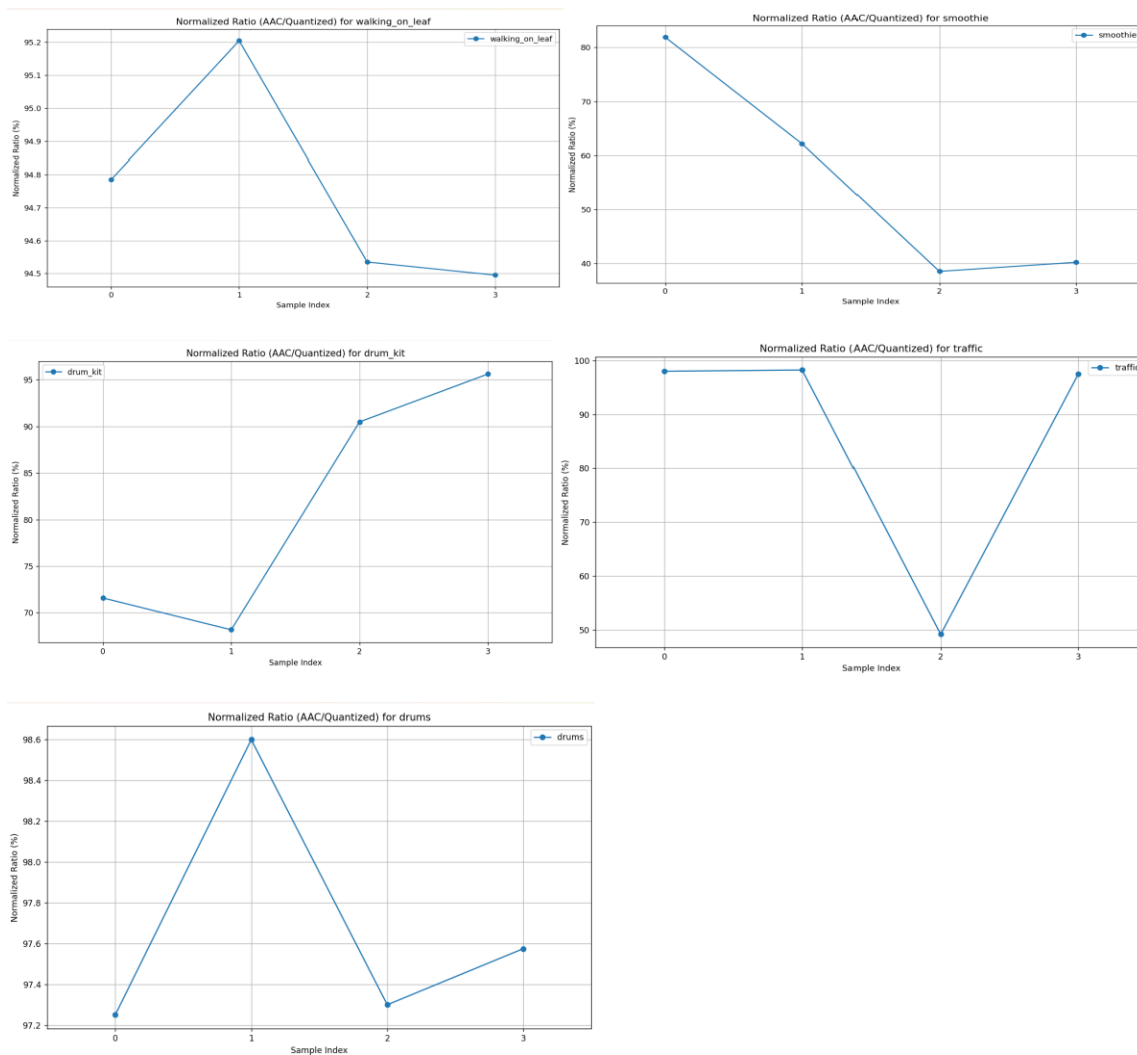 Normalized Ratio (AAC/Quantized) for walking_on_leaf
walking_on_leaf
95.2
95.1
95.0
94.9
94.8
94.7
94.6
94.5
Normalized Ratio (%)
0 1 2 3
Sample Index
Normalized Ratio (AAC/Quantized) for smoothie
smoothie
80
70
60
50
40
Normalized Ratio (%)
0 1 2 3
Sample Index
Normalized Ratio (AAC/Quantized) for drum_kit
drum_kit
95
90
85
80
75
70
Normalized Ratio (%)
0 1 2 3
Sample Index
Normalized Ratio (AAC/Quantized) for traffic
traffic
100
90
80
70
60
50
Normalized Ratio (%)
0 1 2 3
Sample Index
Normalized Ratio (AAC/Quantized) for drums
drums
98.6
98.4
98.2
98.0
97.8
97.6
97.4
97.2
Normalized Ratio (%)
0 1 2 3
Sample Index